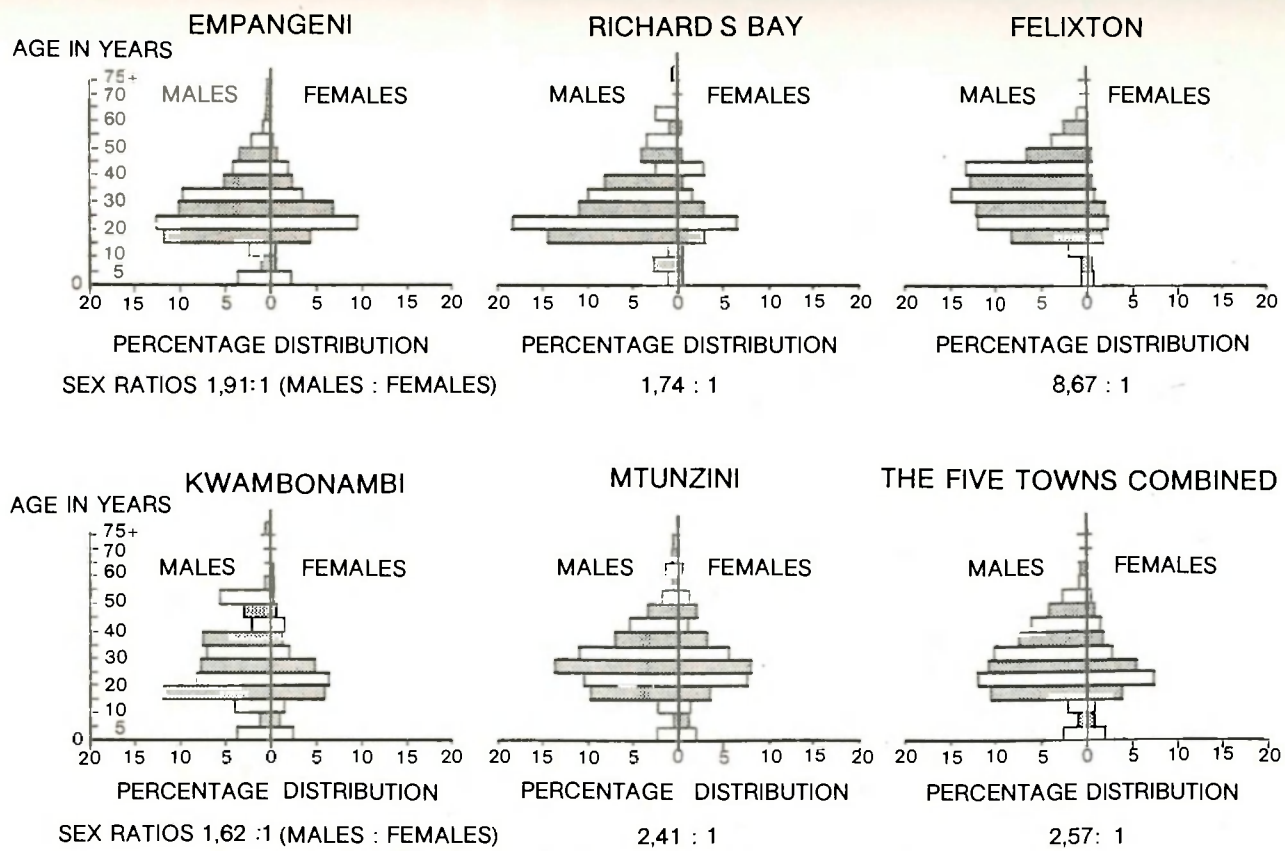 EMPANGENI
AGE IN YEARS
MALES
FEMALES
75+
70
60
50
40
30
20
10
5
0
20 15 10 5 0 5 10 15 20
PERCENTAGE DISTRIBUTION
SEX RATIOS 1,91:1 (MALES : FEMALES)
RICHARD S BAY
MALES
FEMALES
20 15 10 5 0 5 10 15 20
PERCENTAGE DISTRIBUTION
1,74 : 1
FELIXTON
MALES
FEMALES
20 15 10 5 0 5 10 15 20
PERCENTAGE DISTRIBUTION
8,67 : 1
KWAMBONAMBI
AGE IN YEARS
MALES
FEMALES
75+
70
60
50
40
30
20
10
5
0
20 15 10 5 0 5 10 15 20
PERCENTAGE DISTRIBUTION
SEX RATIOS 1,62 :1 (MALES : FEMALES)
MTUNZINI
MALES
FEMALES
20 15 10 5 0 5 10 15 20
PERCENTAGE DISTRIBUTION
2,41 : 1
THE FIVE TOWNS COMBINED
MALES
FEMALES
20 15 10 5 0 5 10 15 20
PERCENTAGE DISTRIBUTION
2,57: 1